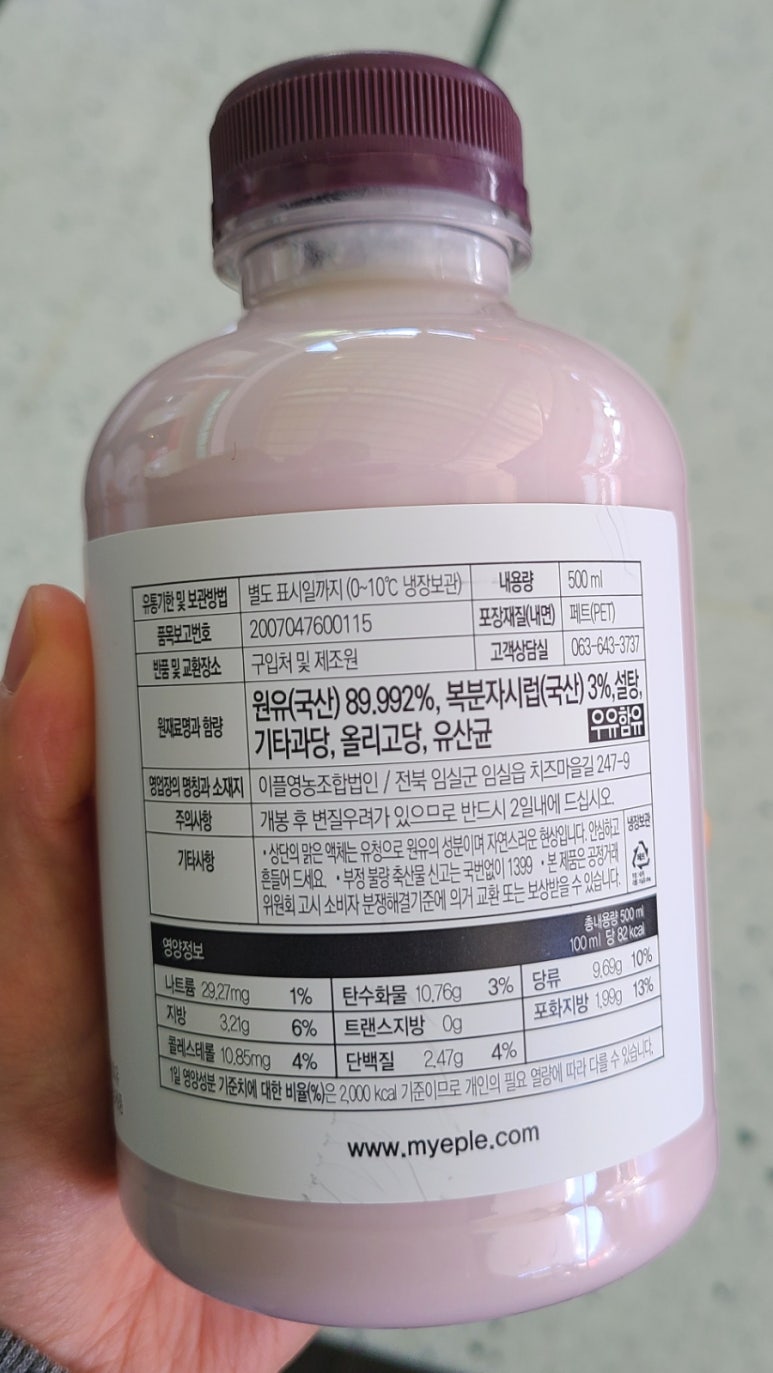 유통기한 및 보관방법 별도 표시일까지 (0~10℃ 냉장보관) 내용량 500 ml
품목보고번호 2007047600115 포장재질(내면) 페트(PET)
반품 및 교환장소 구입처 및 제조원 고객상담실 063-643-3737
원재료명과 함량 원유(국산) 89.992%, 복분자시럽(국산) 3%, 설탕,
기타과당, 올리고당, 유산균 우유함유
영업장의 명칭과 소재지 이플영농조합법인 / 전북 임실군 임실읍 치즈마을길 247-9
주의사항 개봉 후 변질우려가 있으므로 반드시 2일내에 드십시오.
기타사항 • 상단의 맑은 액체는 유청으로 원유의 성분이며 자연스러운 현상입니다. 안심하고
흔들어 드세요. • 부정 불량 축산물 신고는 국번없이 1399 • 본 제품은 공정거래
위원회 고시 소비자 분쟁해결기준에 의거 교환 또는 보상받을 수 있습니다.
냉장보관
영양정보 총내용량 500 ml
100 ml 당 82 kcal
나트륨 29.27mg 1% 탄수화물 10.76g 3% 당류 9.69g 10%
지방 3.21g 6% 트랜스지방 0g 포화지방 1.99g 13%
콜레스테롤 10.85mg 4% 단백질 2.47g 4%
1일 영양성분 기준치에 대한 비율(%)은 2,000 kcal 기준이므로 개인의 필요 열량에 따라 다를 수 있습니다.
www.myeple.com